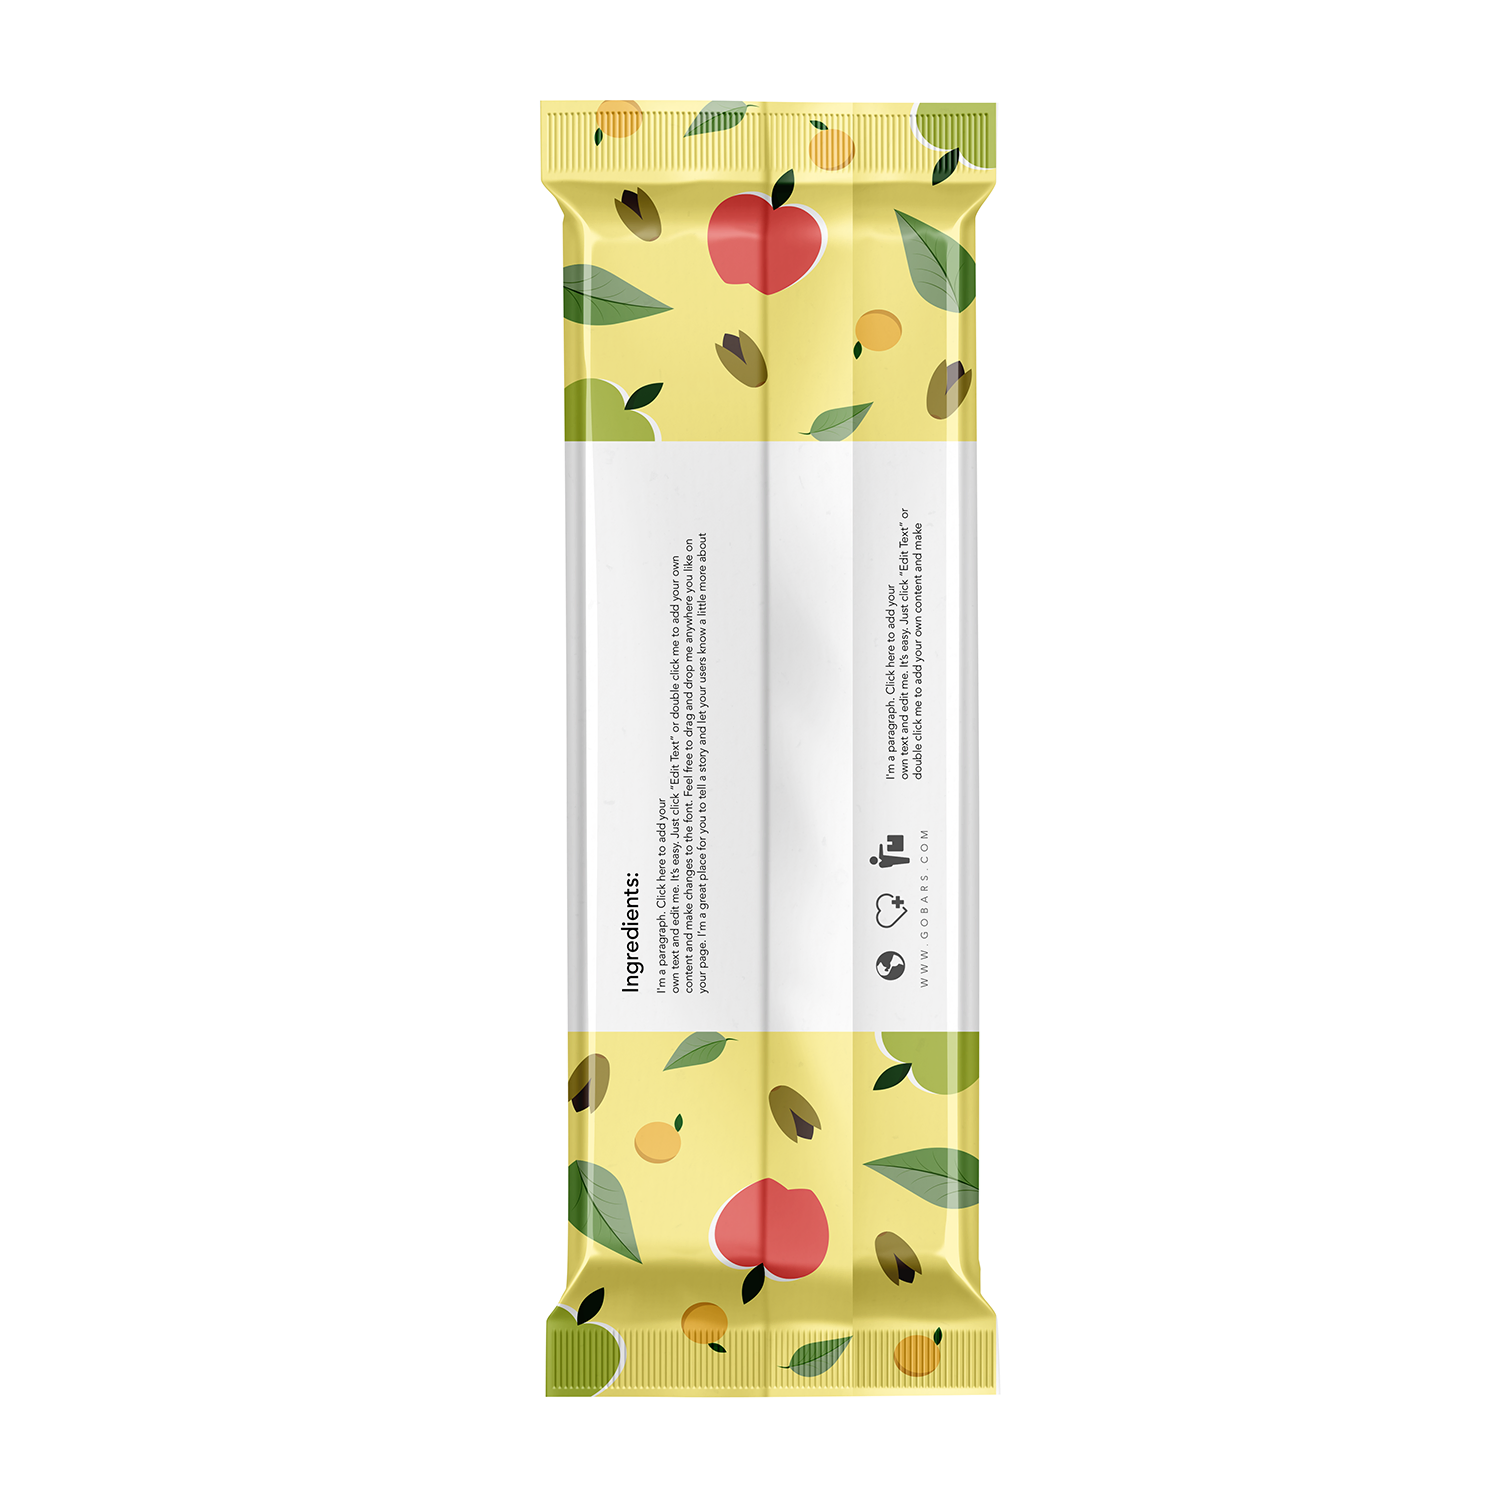 Ingredients:
I'm a paragraph. Click here to add your
own text and edit me. It's easy. Just click "Edit Text" or double click me to add your own
content and make changes to the font. Feel free to drag and drop me anywhere you like on
your page. I'm a great place for you to tell a story and let your users know a little more about
I'm a paragraph. Click here to add your
own text and edit me. It's easy. Just click "Edit Text" or
double click me to add your own content and make
WWW.GOBARS.COM